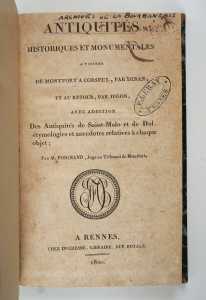 ARCHIVES DE LA BOURBANSAIS
ANTIQUITÉS
HISTORIQUES ET MONUMENTALES
A VISITER
DE MONTFORT A CORSEUL, PAR DINAN,
ET AU RETOUR, PAR JUGON,
AVEC ADDITION
Des Antiquités de Saint-Malo et de Dol,
étymologies et anecdotes relatives à chaque
objet;
Par M. POIGNAND, Juge au Tribunal de Montfort.
A RENNES,
CHEZ DUCHESNE, LIBRAIRE, RUE ROYALE.
1820.